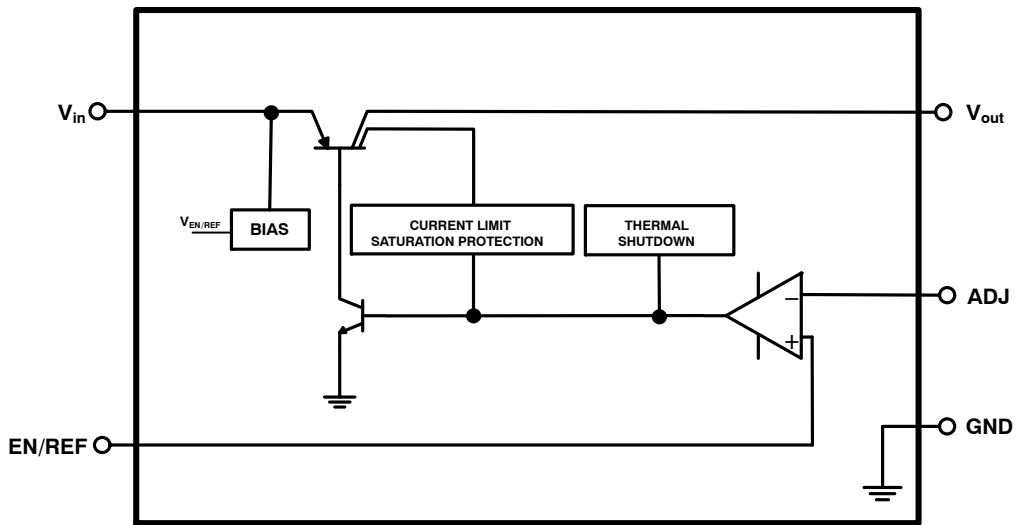 Vin
Vout
VEN/REF
BIAS
CURRENT LIMIT
SATURATION PROTECTION
THERMAL
SHUTDOWN
−
+
ADJ
EN/REF
GND